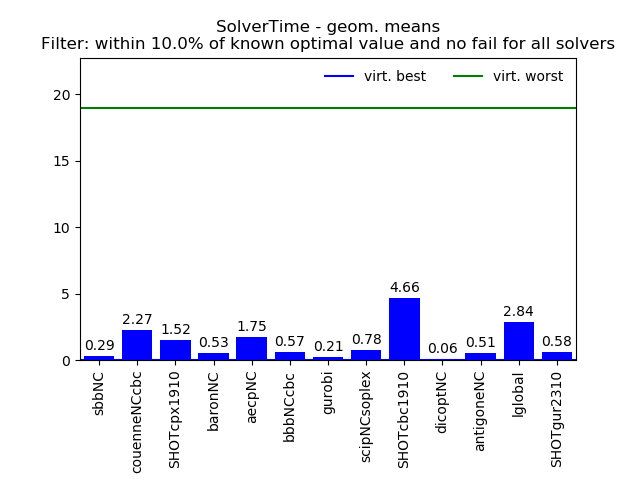 SolverTime - geom. means
Filter: within 10.0% of known optimal value and no fail for all solvers
virt. best
virt. worst
20
15
10
5
0
0.29
2.27
1.52
0.53
1.75
0.57
0.21
0.78
4.66
0.06
0.51
2.84
0.58
sbbNC
couenneNCcbc
SHOTcpx1910
baronNC
aecpNC
bbbNCcbc
gurobi
scipNCsoplex
SHOTcbc1910
dicoptNC
antigoneNC
lglobal
SHOTgur2310